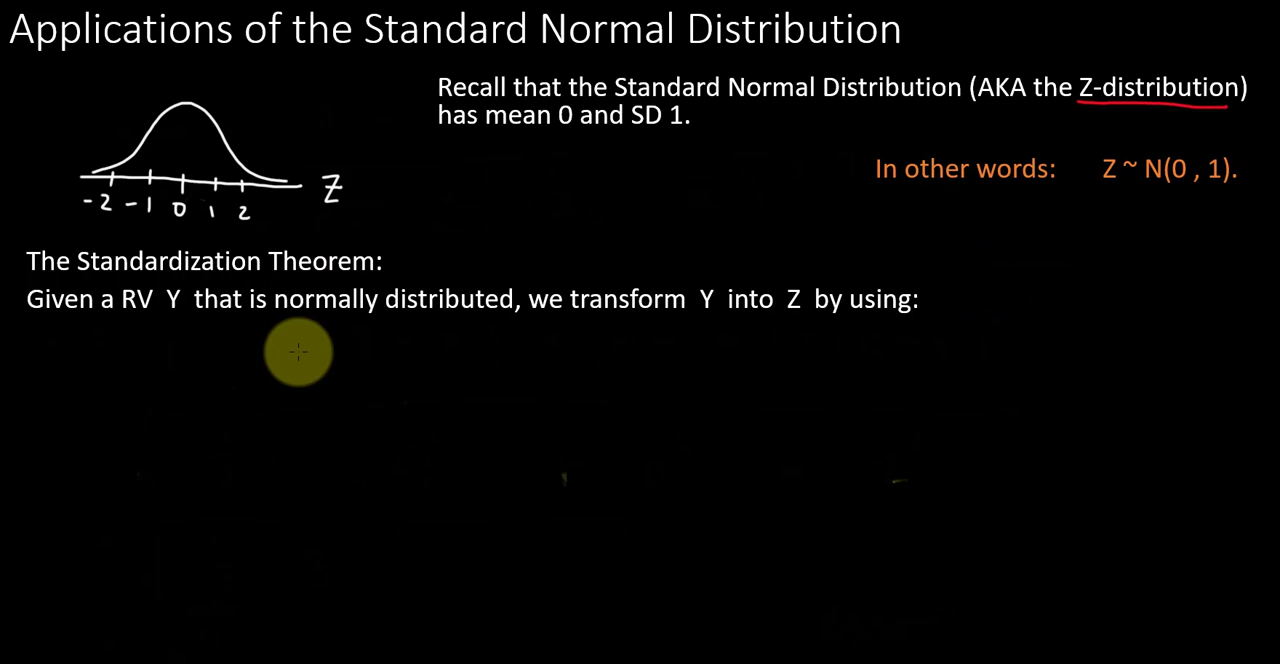 Applications of the Standard Normal Distribution
Recall that the Standard Normal Distribution (AKA the Z-distribution)
has mean 0 and SD 1.
In other words: Z ~ N(0 , 1).
Z
-2 -1 0 1 2
The Standardization Theorem:
Given a RV Y that is normally distributed, we transform Y into Z by using: